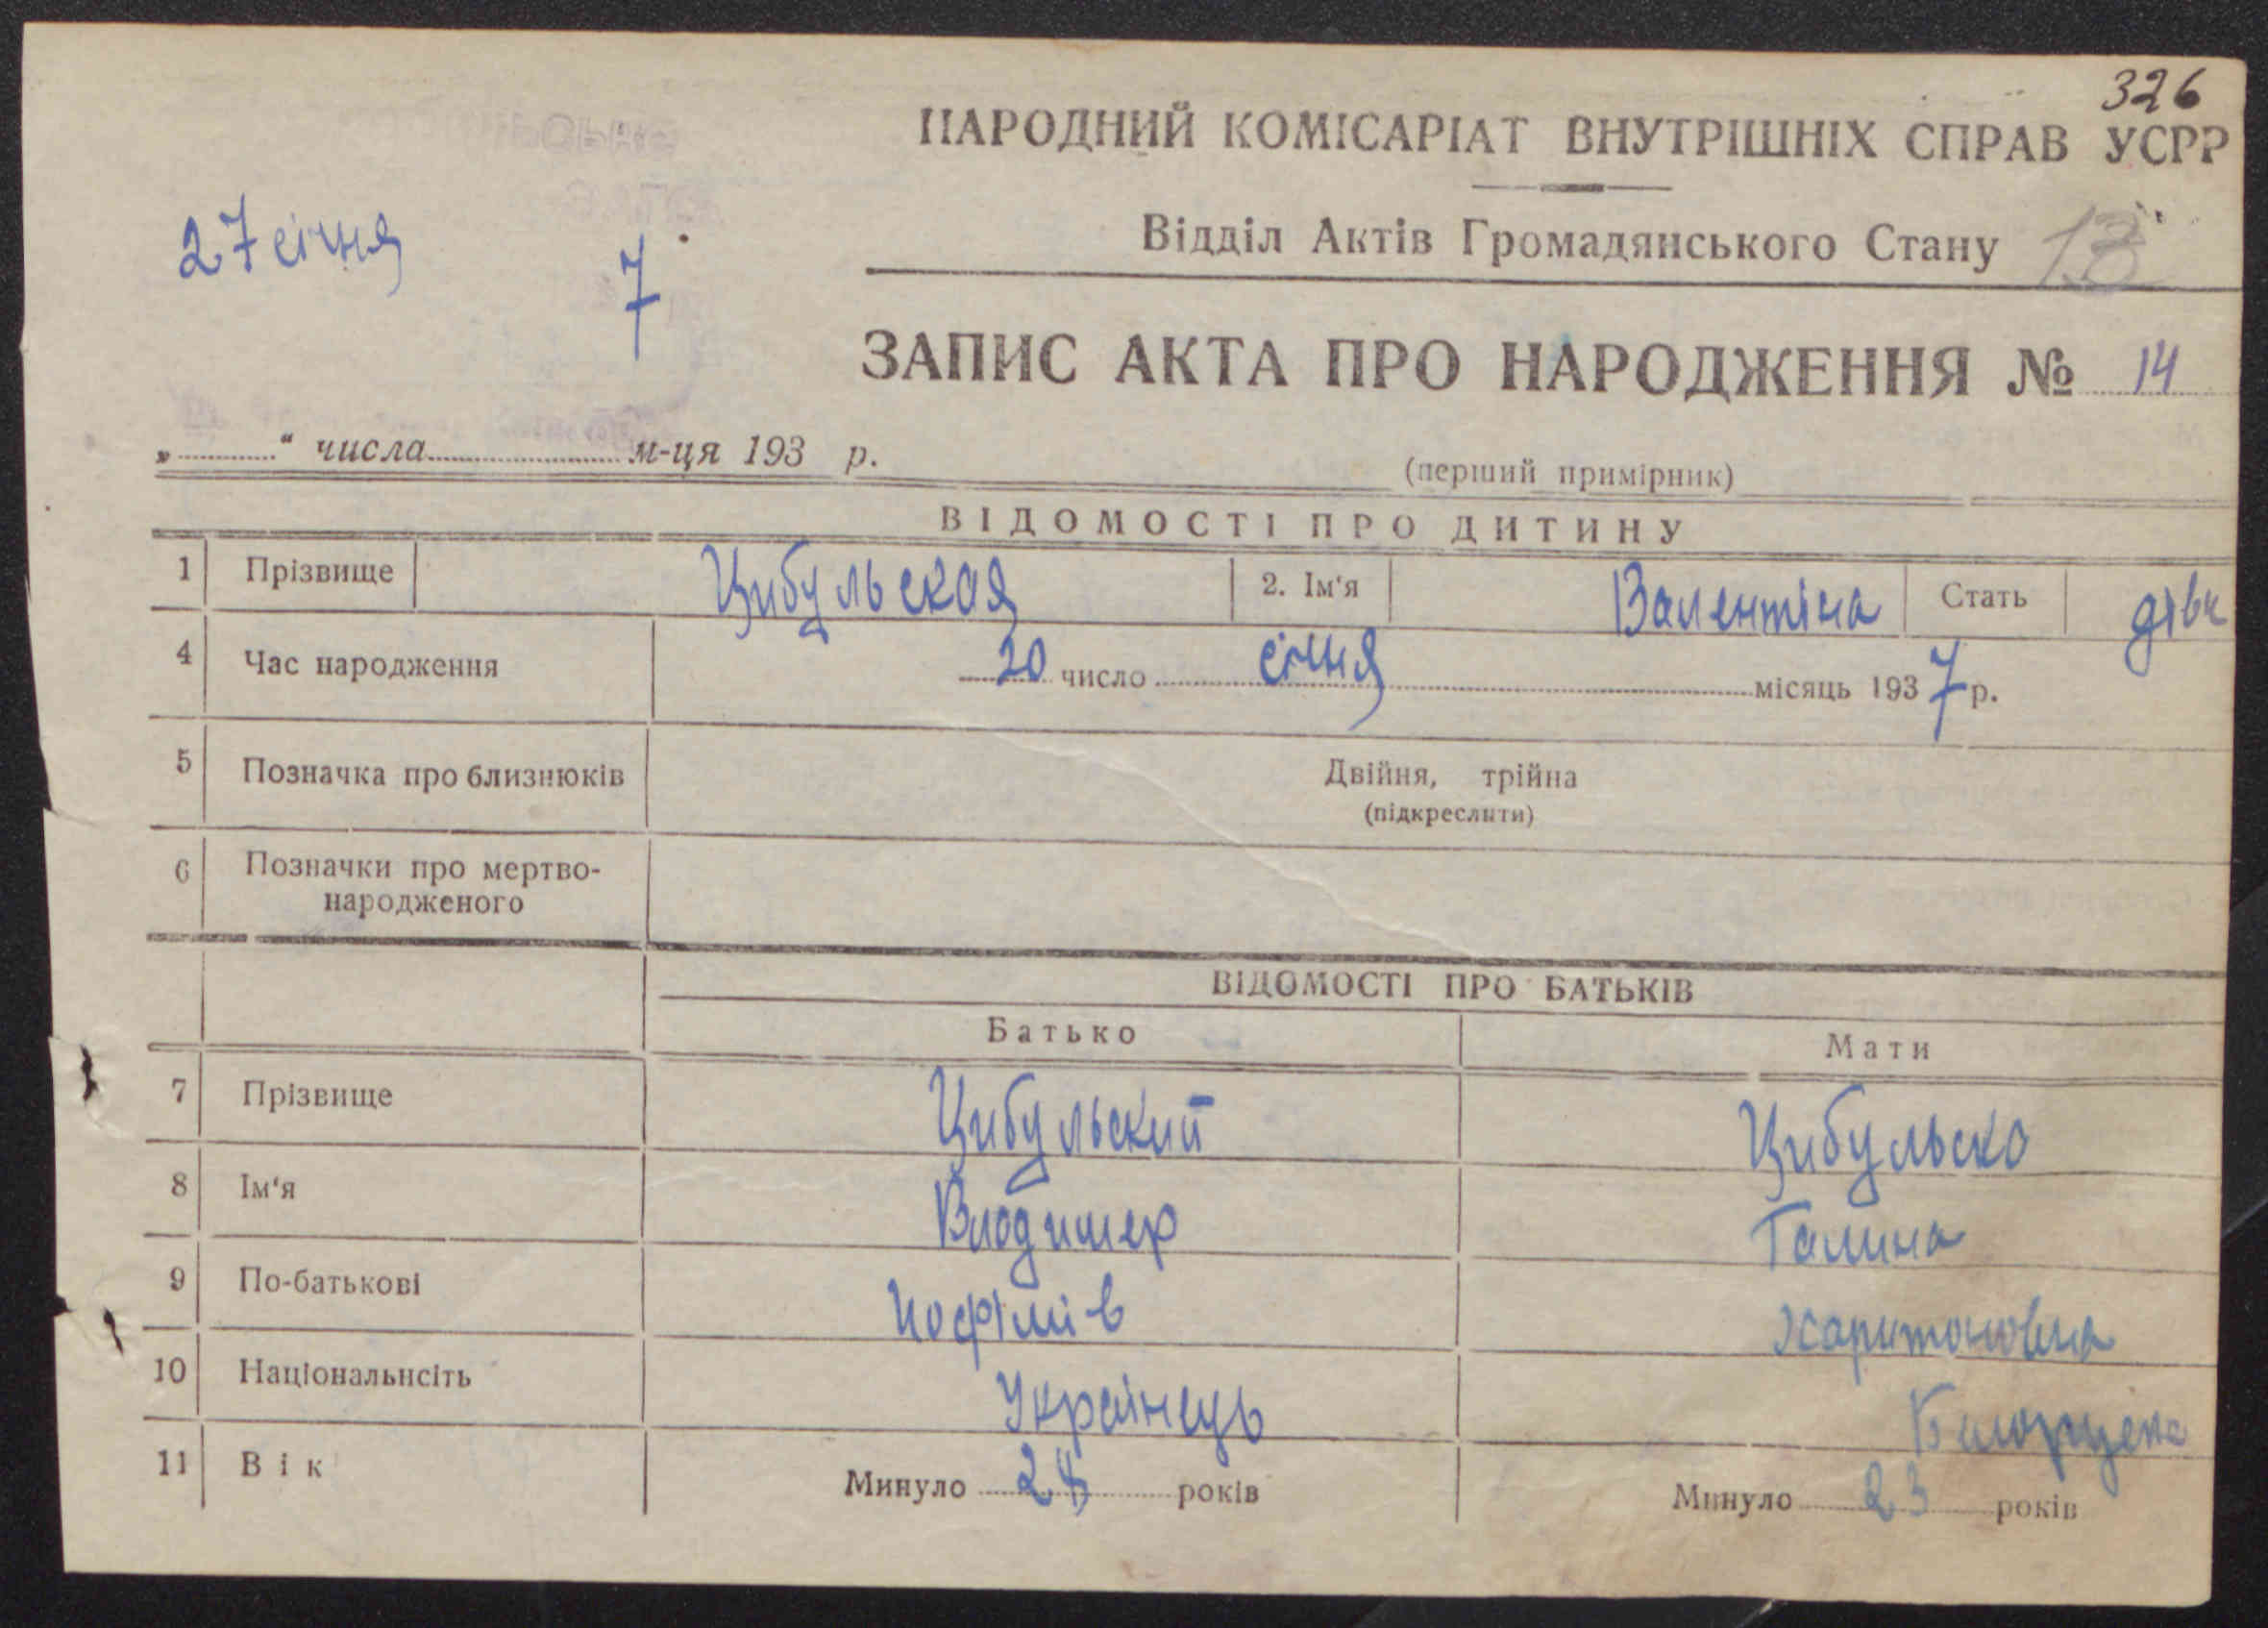 326
НАРОДНИЙ КОМІСАРІАТ ВНУТРІШНІХ СПРАВ УСРР
27 січня 7
Відділ Актів Громадянського Стану 13
ЗАПИС АКТА ПРО НАРОДЖЕННЯ № 14
„ “ числа м-ця 193 р.
(перший примірник)
ВІДОМОСТІ ПРО ДИТИНУ
1 Прізвище Цибульская 2. Ім'я Валентіна Стать дівч
4 Час народження 20 число січня місяць 1937 р.
5 Позначка про близнюків Двійня, трійна
(підкреслити)
6 Позначки про мертво-
народженого
ВІДОМОСТІ ПРО БАТЬКІВ
Батько Мати
7 Прізвище Цибульский Цибульско
8 Ім'я Владимер Галина
9 По-батькові Харитоновна
10 Національнсіть Українець
11 Вік Минуло років Минуло 23 років